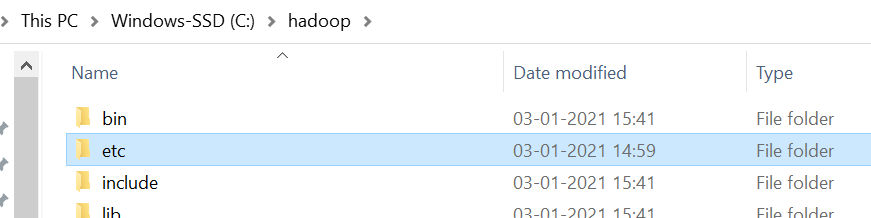 This PC > Windows-SSD (C:) > hadoop >
Name Date modified Type
bin 03-01-2021 15:41 File folder
etc 03-01-2021 14:59 File folder
include 03-01-2021 15:41 File folder
lib 03-01-2021 15:41 File folder